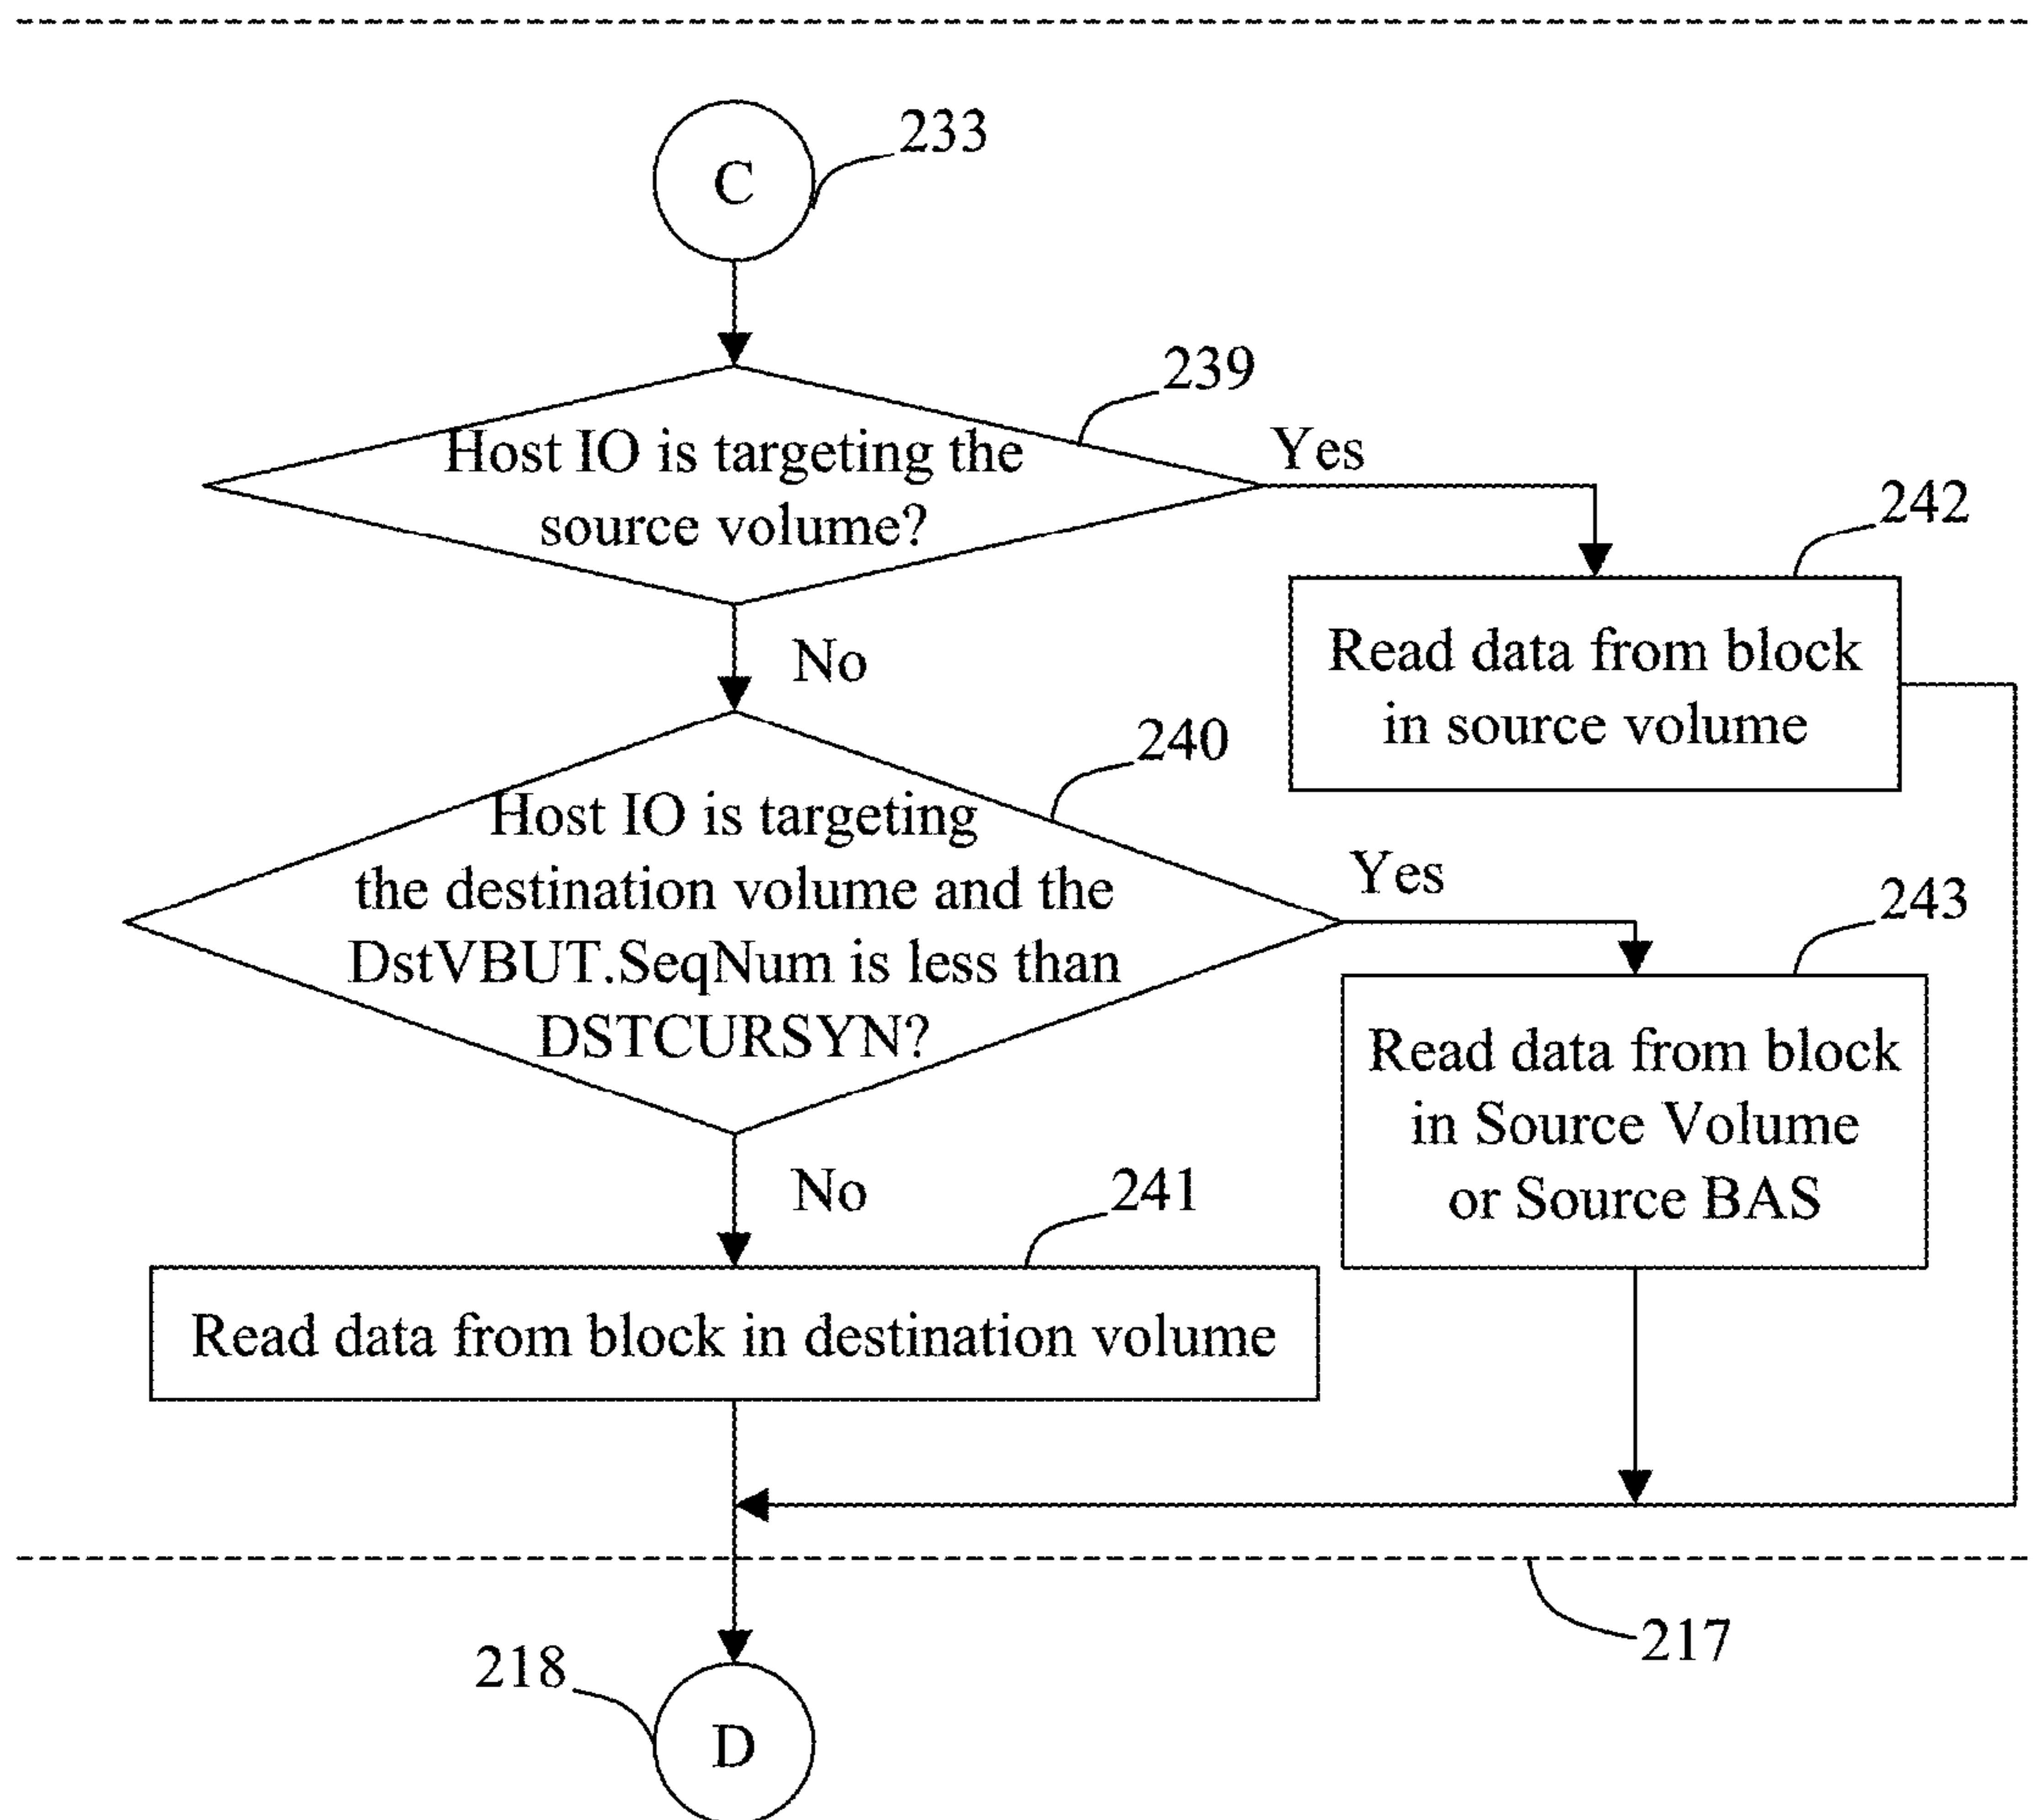 C
233
239
Host IO is targeting the
source volume?
Yes
242
Read data from block
in source volume
No
240
Host IO is targeting
the destination volume and the
DstVBUT.SeqNum is less than
DSTCURSYN?
Yes
243
Read data from block
in Source Volume
or Source BAS
No
241
Read data from block in destination volume
217
218
D